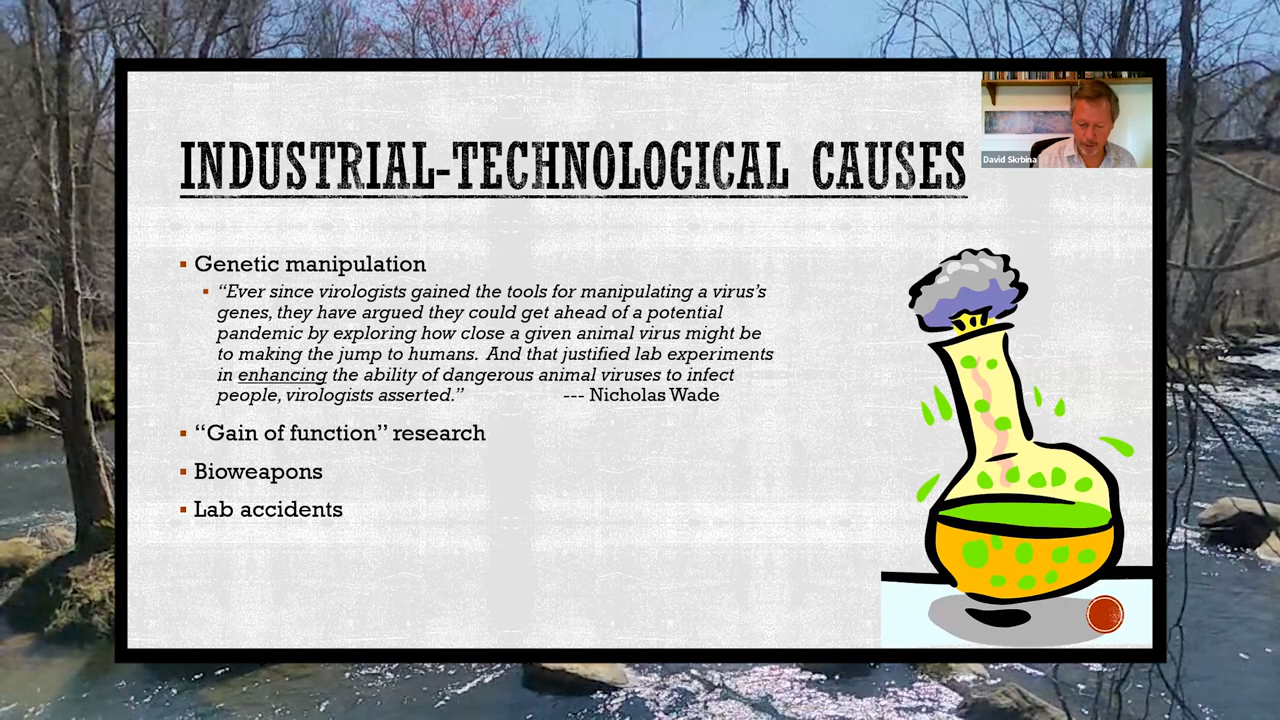 INDUSTRIAL-TECHNOLOGICAL CAUSES
David Skrbina
▪ Genetic manipulation
▪ “Ever since virologists gained the tools for manipulating a virus’s
genes, they have argued they could get ahead of a potential
pandemic by exploring how close a given animal virus might be
to making the jump to humans. And that justified lab experiments
in enhancing the ability of dangerous animal viruses to infect
people, virologists asserted.” --- Nicholas Wade
▪ “Gain of function” research
▪ Bioweapons
▪ Lab accidents